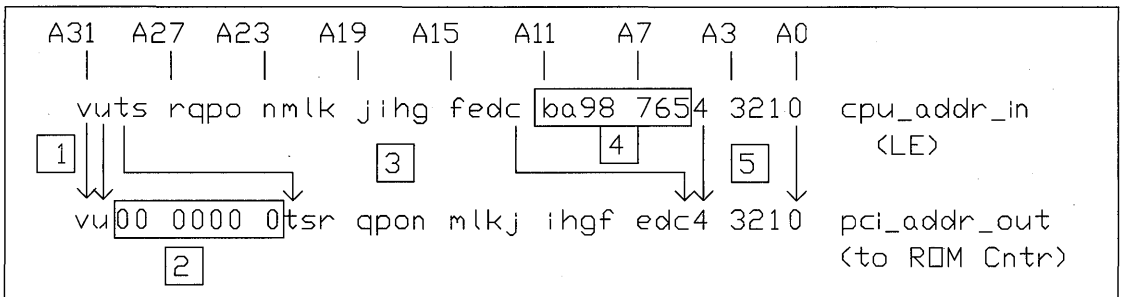 A31 A27 A23 A19 A15 A11 A7 A3 A0
vuts rqpo nmlk jihg fedc ba98 7654 3210 cpu_addr_in
(LE)
1 3 4 5
vu00 0000 0tsr qpon mlkj ihgf edc4 3210 pci_addr_out
2 (to ROM Cntr)